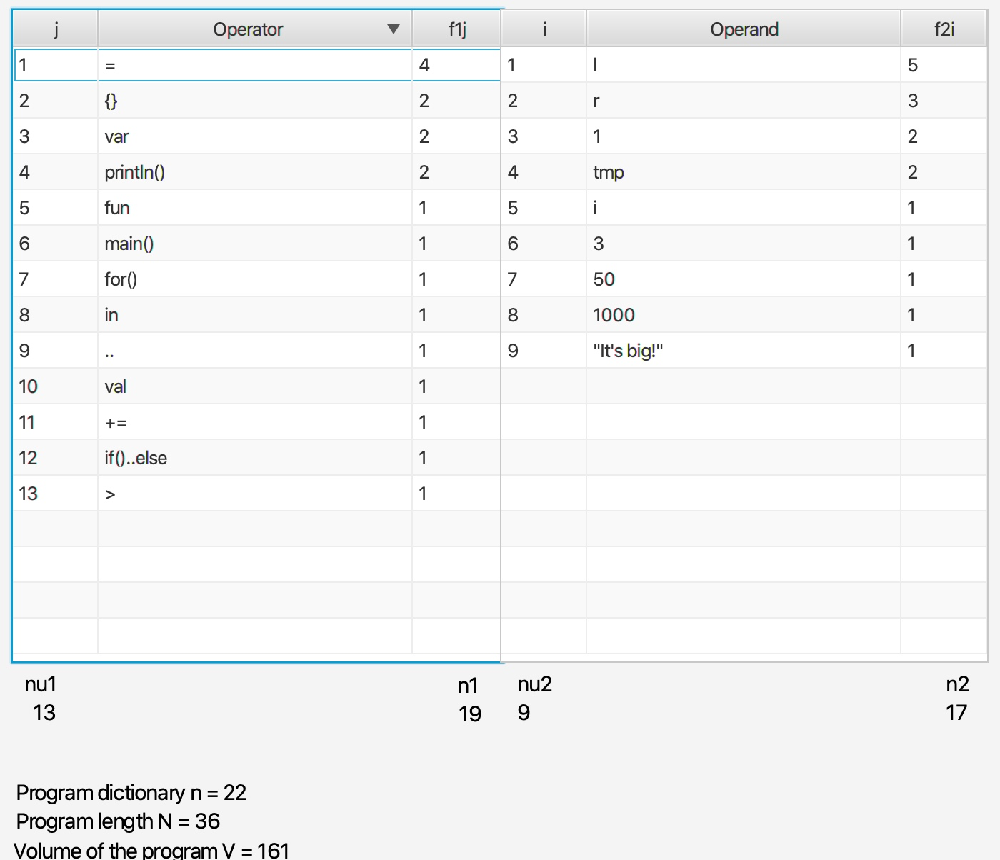 j Operator f1j i Operand f2i
1 = 4 1 l 5
2 {} 2 2 r 3
3 var 2 3 1 2
4 println() 2 4 tmp 2
5 fun 1 5 i 1
6 main() 1 6 3 1
7 for() 1 7 50 1
8 in 1 8 1000 1
9 .. 1 9 "It's big!" 1
10 val 1
11 += 1
12 if()..else 1
13 > 1
nu1 n1 nu2 n2
13 19 9 17
Program dictionary n = 22
Program length N = 36
Volume of the program V = 161